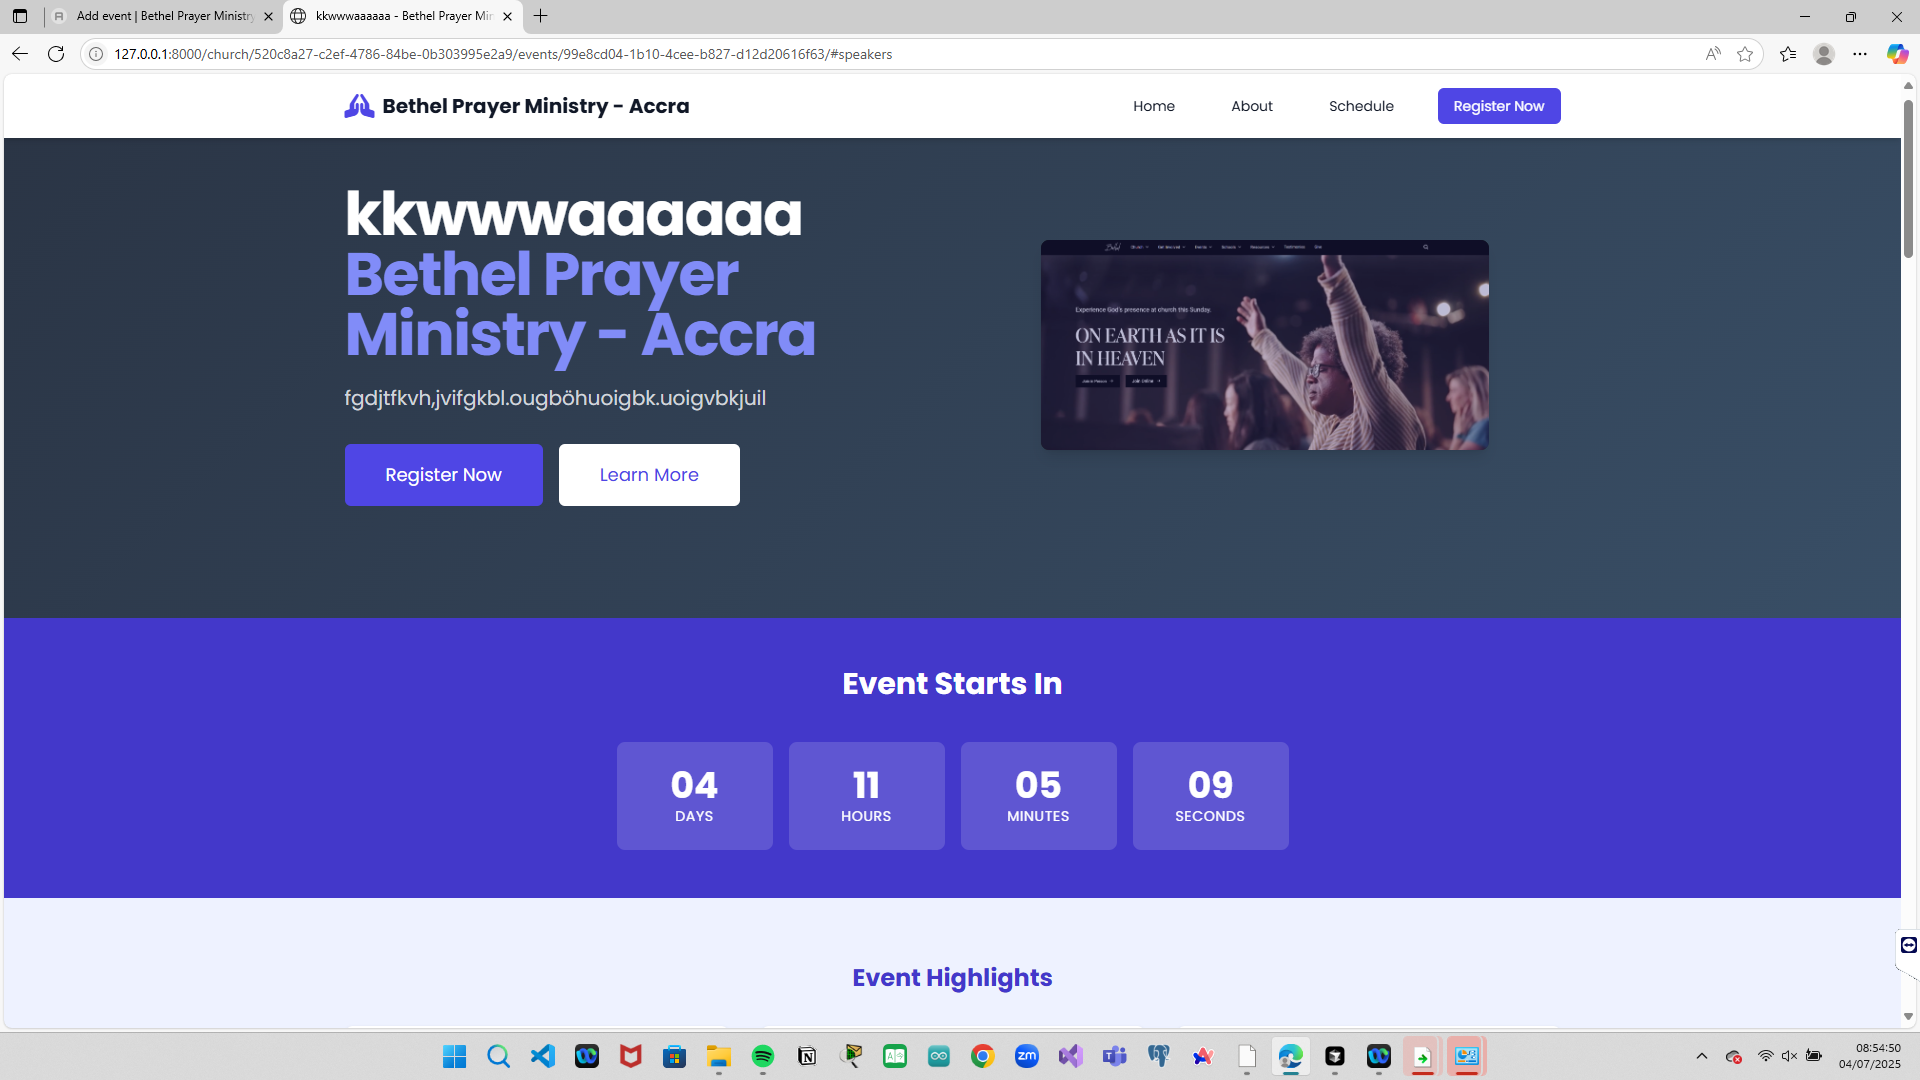 Add event | Bethel Prayer Ministry
kkwwwaaaaaa - Bethel Prayer Min
127.0.0.1:8000/church/520c8a27-c2ef-4786-84be-0b303995e2a9/events/99e8cd04-1b10-4cee-b827-d12d20616f63/#speakers
Bethel Prayer Ministry - Accra
Home
About
Schedule
Register Now
kkwwwaaaaaa
Bethel Prayer
Ministry - Accra
fgdjtfkvh,jvifgkbl.ougböhuoigbk.uoigvbkjuil
Register Now
Learn More
Experience God's presence at church this Sunday.
ON EARTH AS IT IS
IN HEAVEN
Join Online
Event Starts In
04
DAYS
11
HOURS
05
MINUTES
09
SECONDS
Event Highlights
zm
08:54:50
04/07/2025